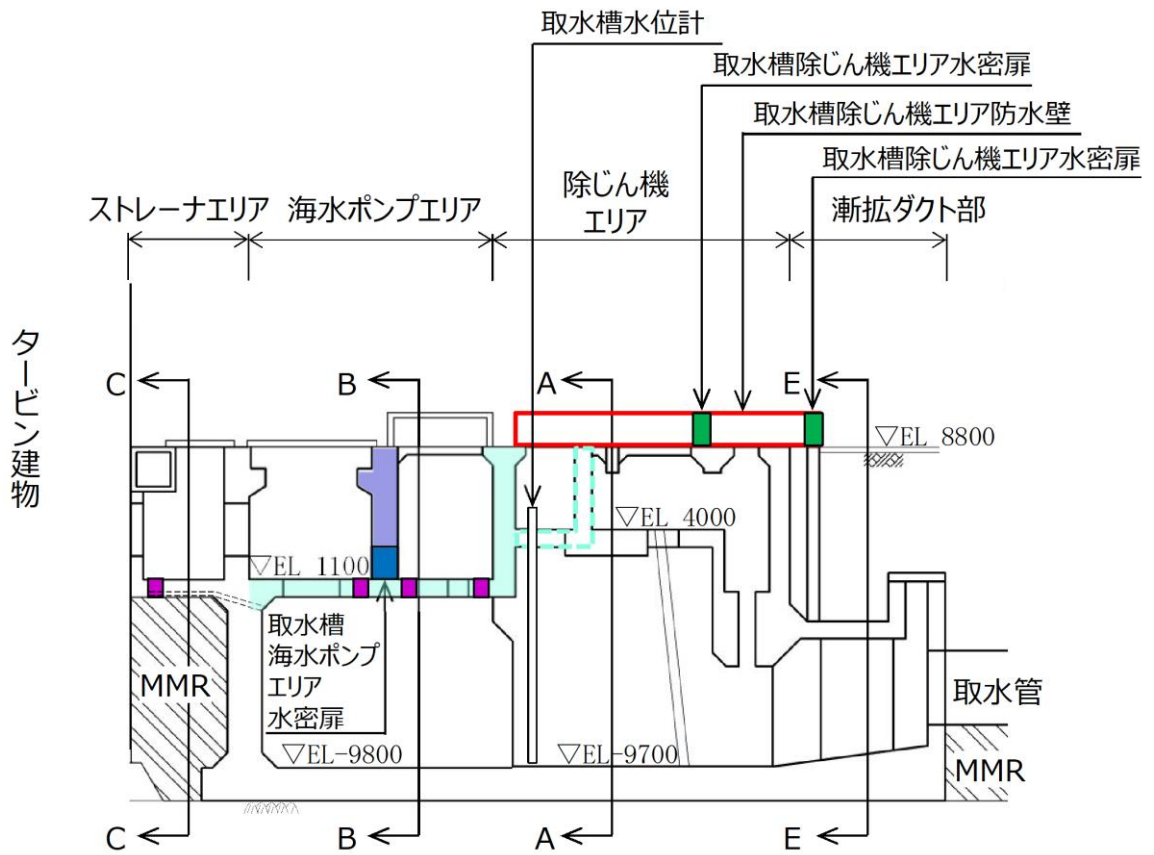 取水槽水位計
取水槽除じん機エリア水密扉
取水槽除じん機エリア防水壁
取水槽除じん機エリア水密扉
ストレーナエリア
海水ポンプエリア
除じん機
エリア
漸拡ダクト部
タービン建物
C
B
A
E
▽EL 8800
▽EL 4000
▽EL 1100
取水槽
海水ポンプ
エリア
水密扉
MMR
取水管
▽EL-9800
▽EL-9700
MMR
C
B
A
E